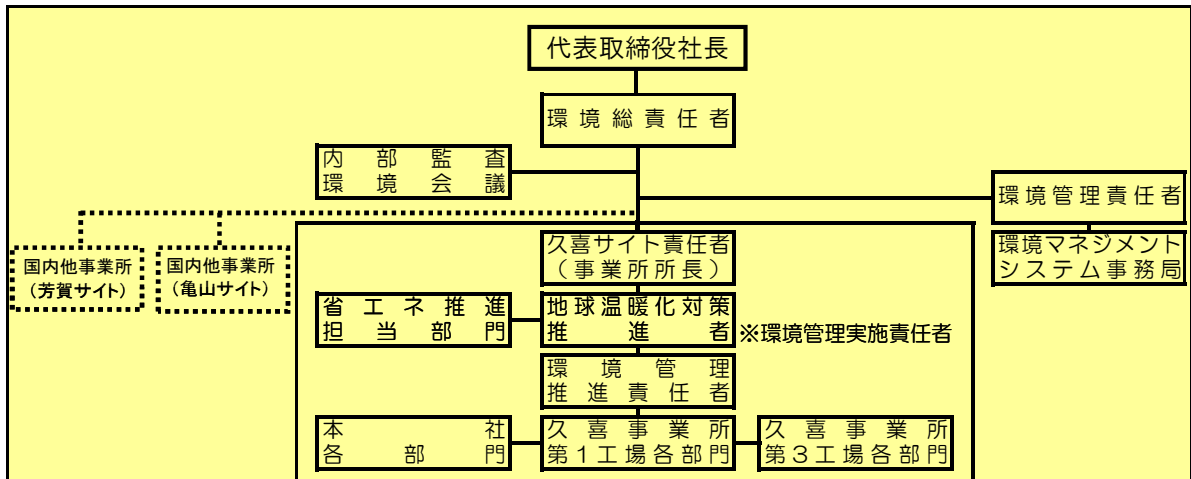 代表取締役社長
環境総責任者
内部監査
環境会議
環境管理責任者
環境マネジメント
システム事務局
国内他事業所
（芳賀サイト）
国内他事業所
（亀山サイト）
久喜サイト責任者
（事業所所長）
省エネ推進
担当部門
地球温暖化対策
推進者
※環境管理実施責任者
環境管理
推進責任者
本社
各部門
久喜事業所
第１工場各部門
久喜事業所
第３工場各部門